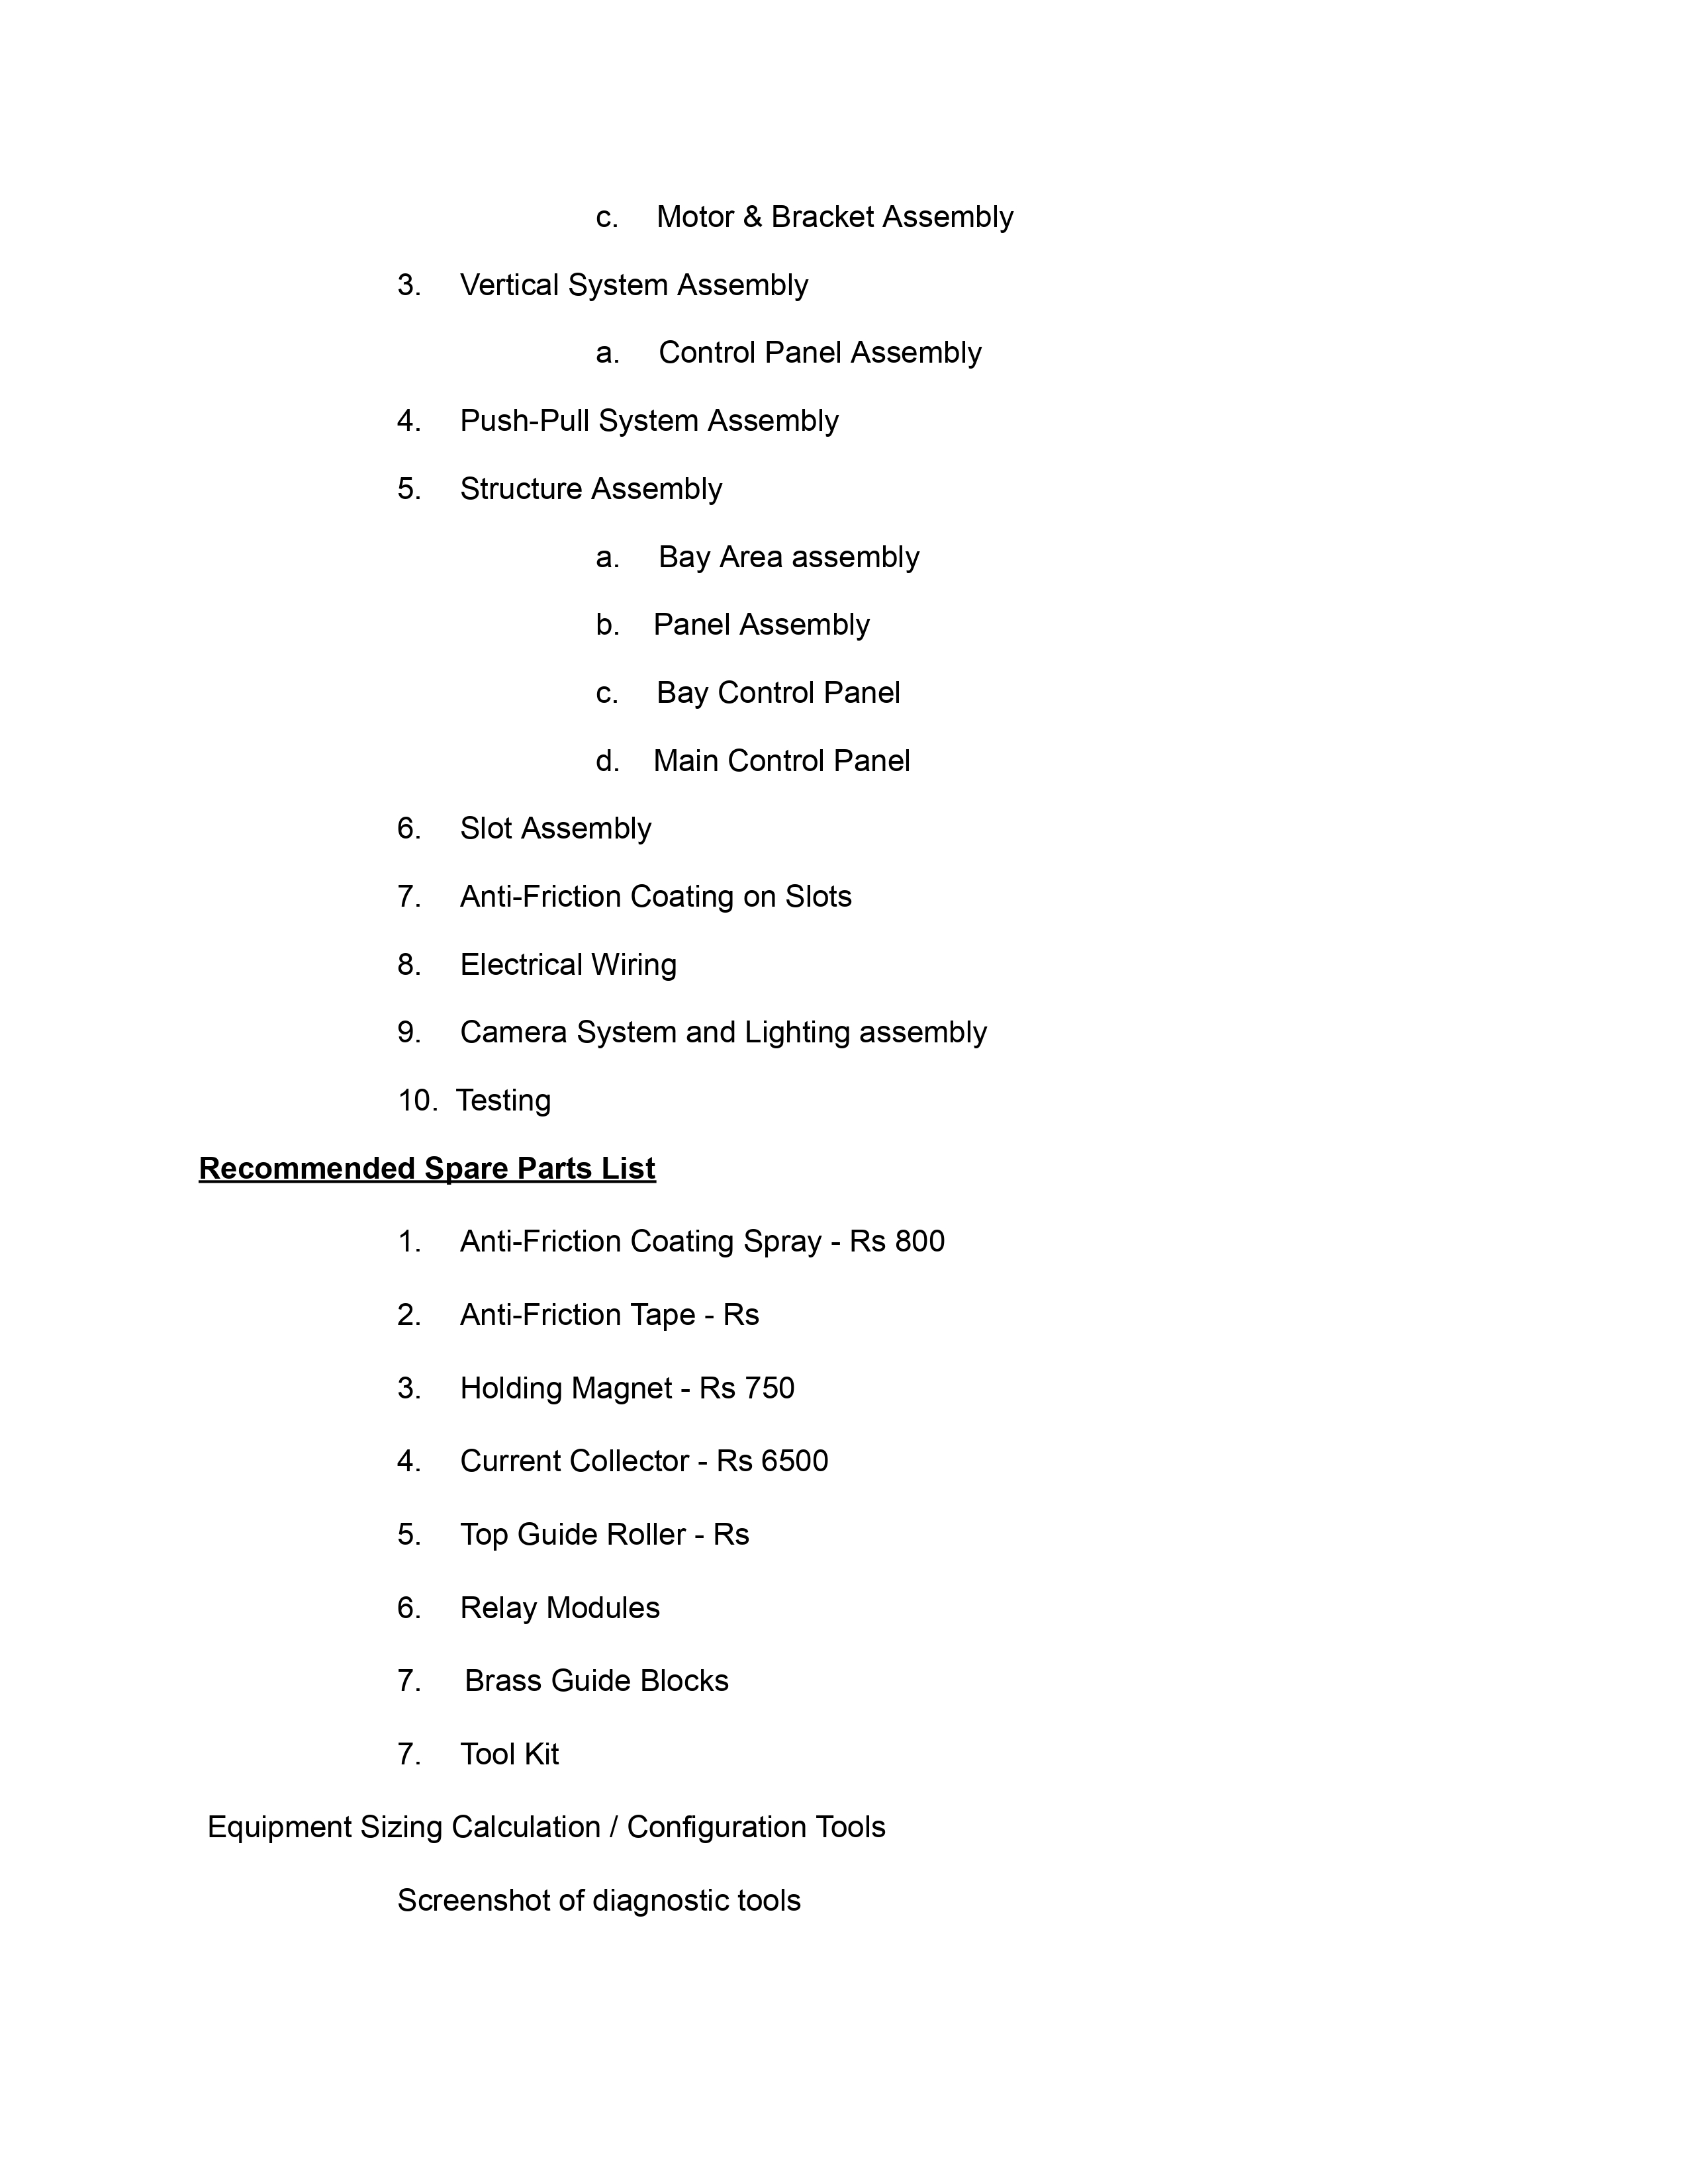 c. Motor & Bracket Assembly
3. Vertical System Assembly
a. Control Panel Assembly
4. Push-Pull System Assembly
5. Structure Assembly
a. Bay Area assembly
b. Panel Assembly
c. Bay Control Panel
d. Main Control Panel
6. Slot Assembly
7. Anti-Friction Coating on Slots
8. Electrical Wiring
9. Camera System and Lighting assembly
10. Testing
Recommended Spare Parts List
1. Anti-Friction Coating Spray - Rs 800
2. Anti-Friction Tape - Rs
3. Holding Magnet - Rs 750
4. Current Collector - Rs 6500
5. Top Guide Roller - Rs
6. Relay Modules
7. Brass Guide Blocks
7. Tool Kit
Equipment Sizing Calculation / Configuration Tools
Screenshot of diagnostic tools